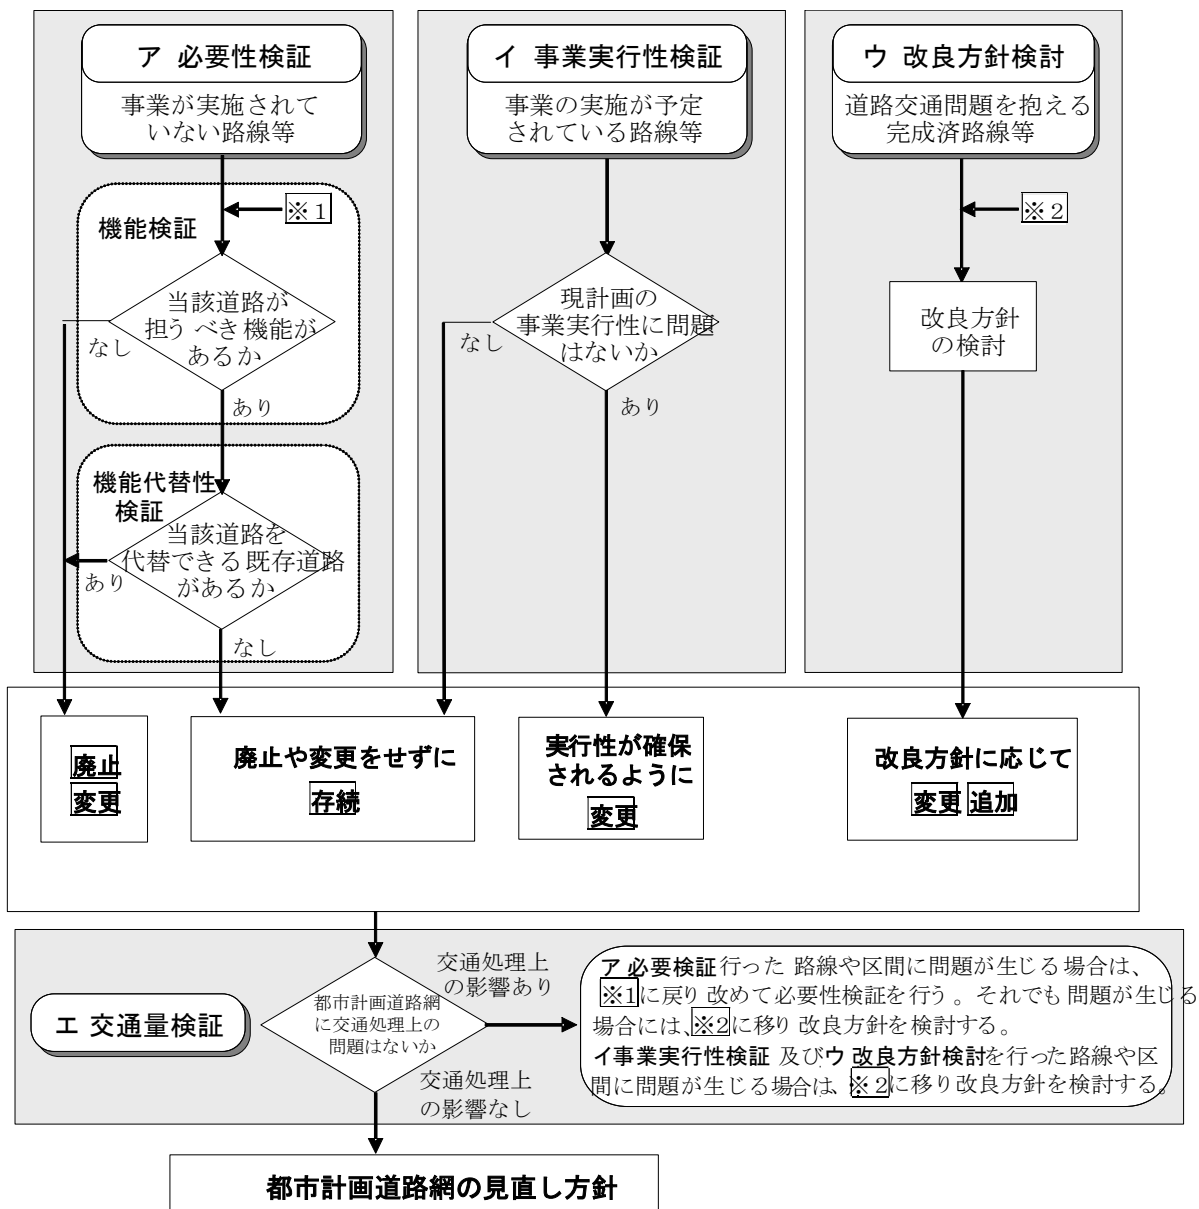 ア 必要性検証
事業が実施されて
いない路線等
※1
機能検証
当該道路が
担うべき機能が
あるか
なし
あり
機能代替性
検証
当該道路を
代替できる既存道路
があるか
あり
なし
イ 事業実行性検証
事業の実施が予定
されている路線等
現計画の
事業実行性に問題
はないか
なし
あり
ウ 改良方針検討
道路交通問題を抱える
完成済路線等
※2
改良方針
の検討
廃止
変更
廃止や変更をせずに
存続
実行性が確保
されるように
変更
改良方針に応じて
変更 追加
エ 交通量検証
都市計画道路網
に交通処理上の
問題はないか
交通処理上
の影響あり
交通処理上
の影響なし
ア 必要検証行った 路線や区間に問題が生じる場合は、
※1に戻り改めて必要性検証を行う。それでも問題が生じる
場合には、※2に移り改良方針を検討する。
イ事業実行性検証 及びウ 改良方針検討を行った路線や区
間に問題が生じる場合は、※2に移り改良方針を検討する。
都市計画道路網の見直し方針